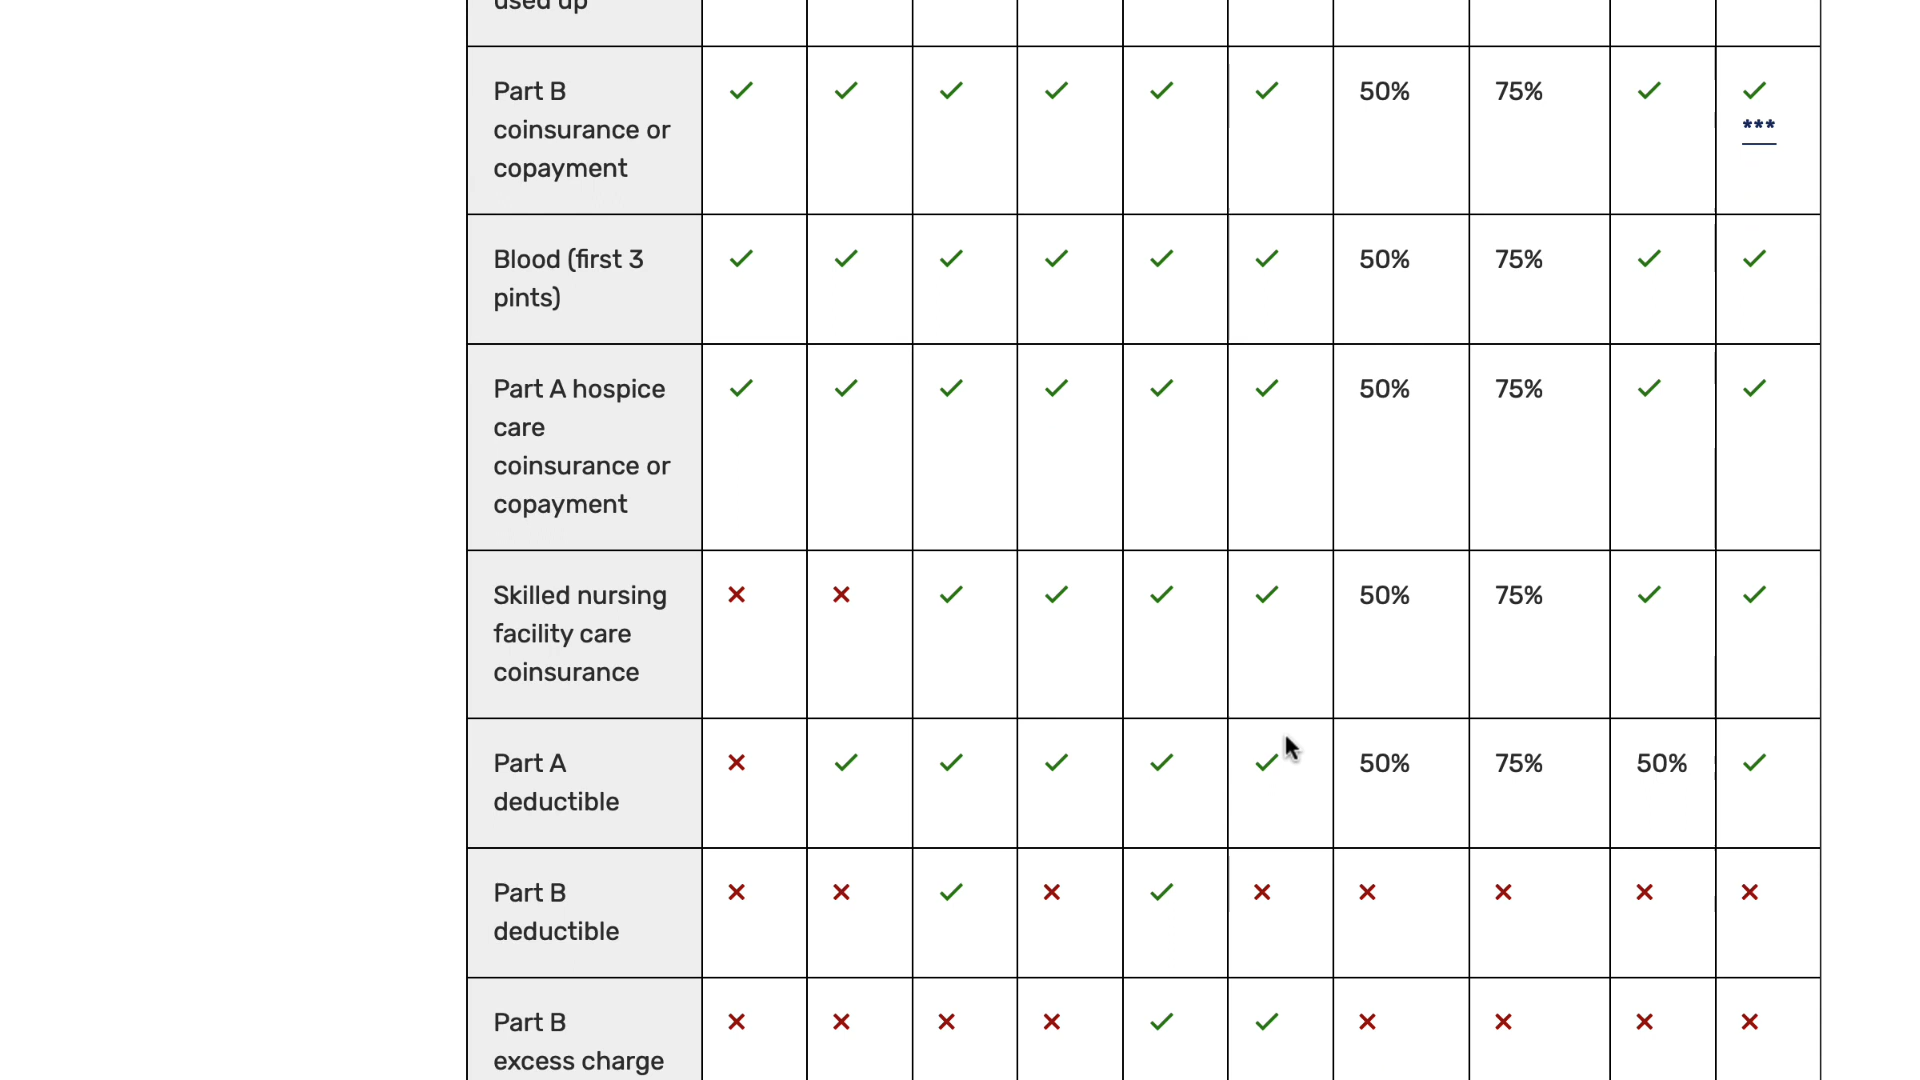 used up
Part B
coinsurance or
copayment
✓ ✓ ✓ ✓ ✓ ✓ 50% 75% ✓ ✓
***
Blood (first 3
pints)
✓ ✓ ✓ ✓ ✓ ✓ 50% 75% ✓ ✓
Part A hospice
care
coinsurance or
copayment
✓ ✓ ✓ ✓ ✓ ✓ 50% 75% ✓ ✓
Skilled nursing
facility care
coinsurance
✕ ✕ ✓ ✓ ✓ ✓ 50% 75% ✓ ✓
Part A
deductible
✕ ✓ ✓ ✓ ✓ ✓ 50% 75% 50% ✓
Part B
deductible
✕ ✕ ✓ ✕ ✓ ✕ ✕ ✕ ✕ ✕
Part B
excess charge
✕ ✕ ✕ ✕ ✓ ✓ ✕ ✕ ✕ ✕